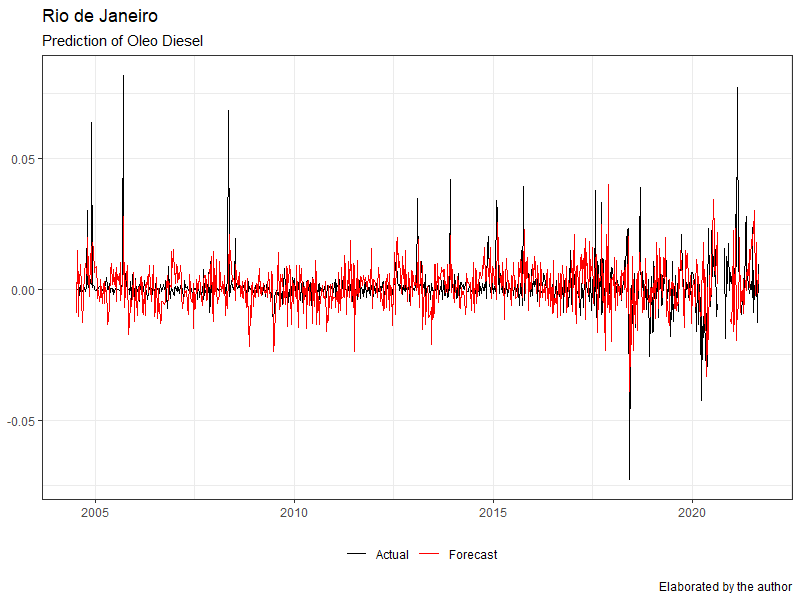 Rio de Janeiro
Prediction of Oleo Diesel
0.05
0.00
-0.05
2005 2010 2015 2020
Actual Forecast
Elaborated by the author